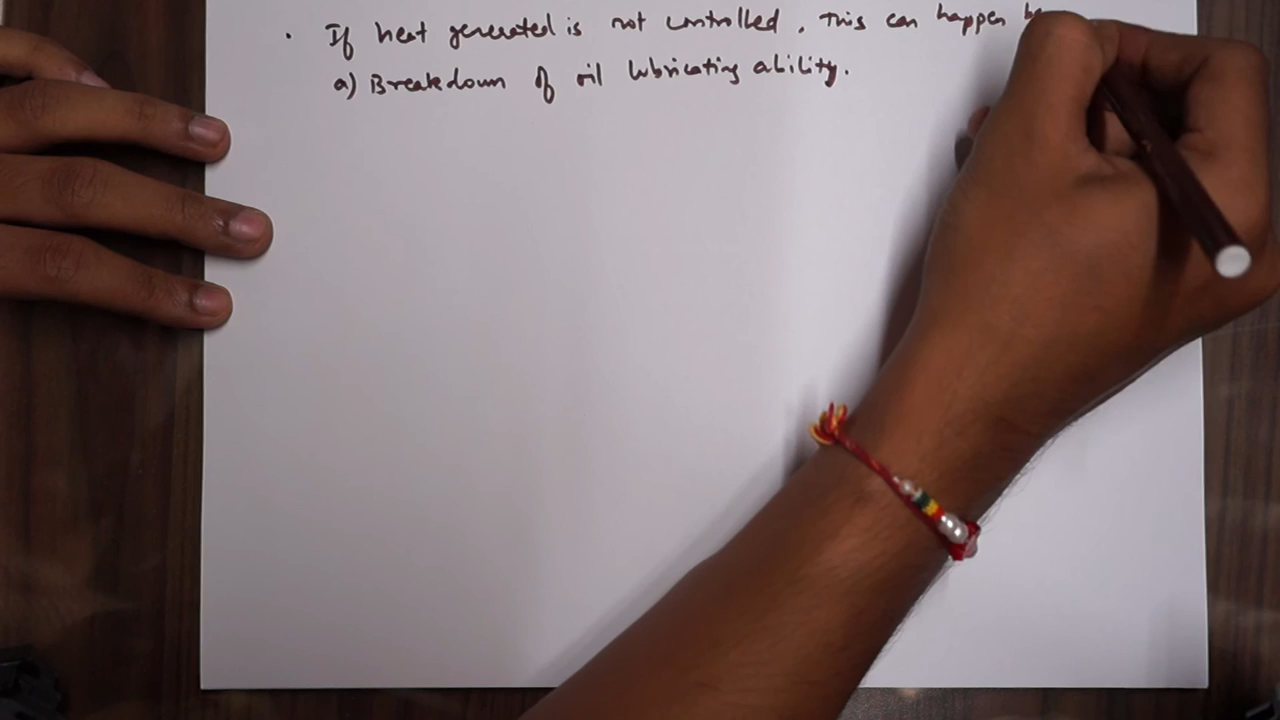 . If heat generated is not controlled, This can happen
a) Breakdown of oil lubricating ability.